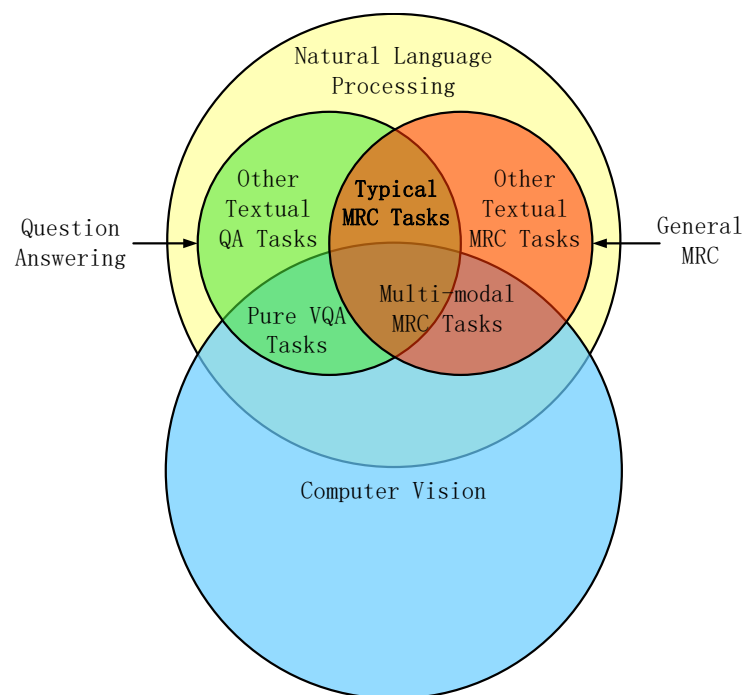 Natural Language
Processing
Other
Textual
QA Tasks
Typical
MRC Tasks
Other
Textual
MRC Tasks
Question
Answering
General
MRC
Pure VQA
Tasks
Multi-modal
MRC Tasks
Computer Vision